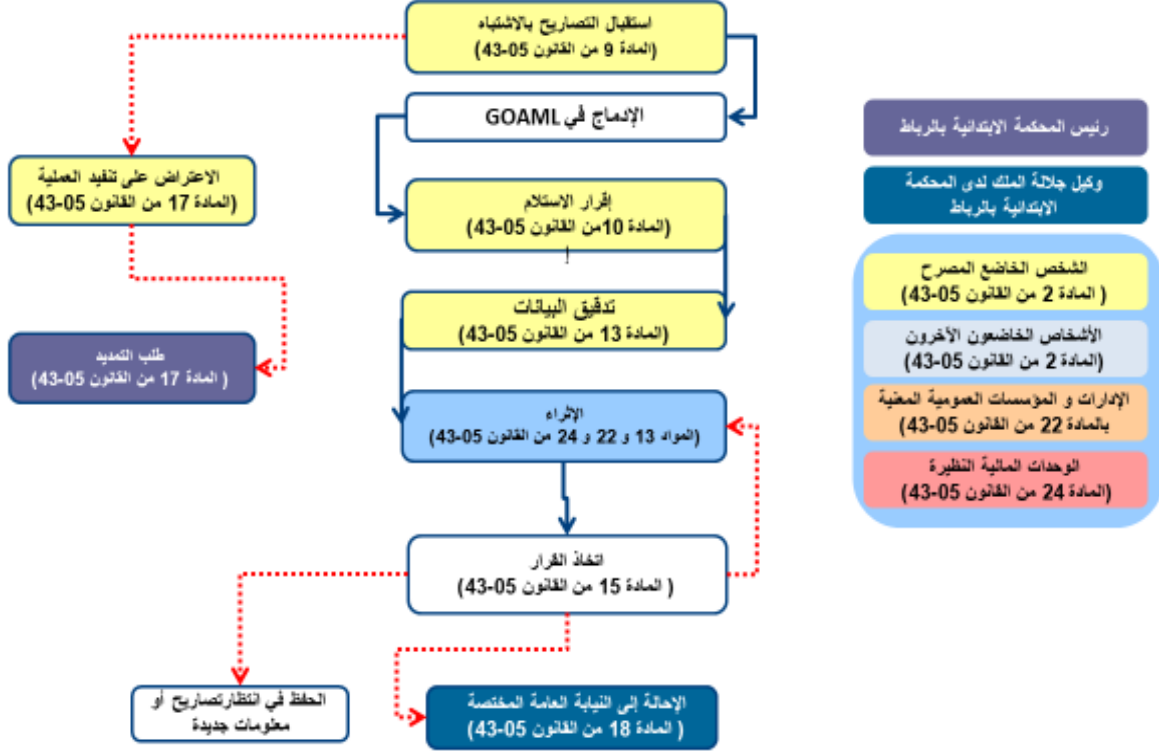 استقبال التصاريح بالاشتباه
(المادة 9 من القانون 05-43)
الإدماج في GOAML
الاعتراض على تنفيد العملية
(المادة 17 من القانون 05-43)
إقرار الاستلام
(المادة 10من القانون 05-43)
!
تدقيق البيانات
(المادة 13 من القانون 05-43)
طلب التمديد
( المادة 17 من القانون 05-43)
الإثراء
(المواد 13 و 22 و 24 من القانون 05-43)
اتخاذ القرار
( المادة 15 من القانون 05-43)
الحفظ في انتظارتصاريح أو
معلومات جديدة
الإحالة إلى النيابة العامة المختصة
( المادة 18 من القانون 05-43)
رئيس المحكمة الابتدائية بالرباط
وكيل جلالة الملك لدى المحكمة
الابتدائية بالرباط
الشخص الخاضع المصرح
( المادة 2 من القانون 05-43)
الأشخاص الخاضعون الأخرون
(المادة 2 من القانون 05-43)
الإدارات و المؤسسات العمومية المعنية
بالمادة 22 من القانون 05-43)
الوحدات المالية النظيرة
(المادة 24 من القانون 05-43)